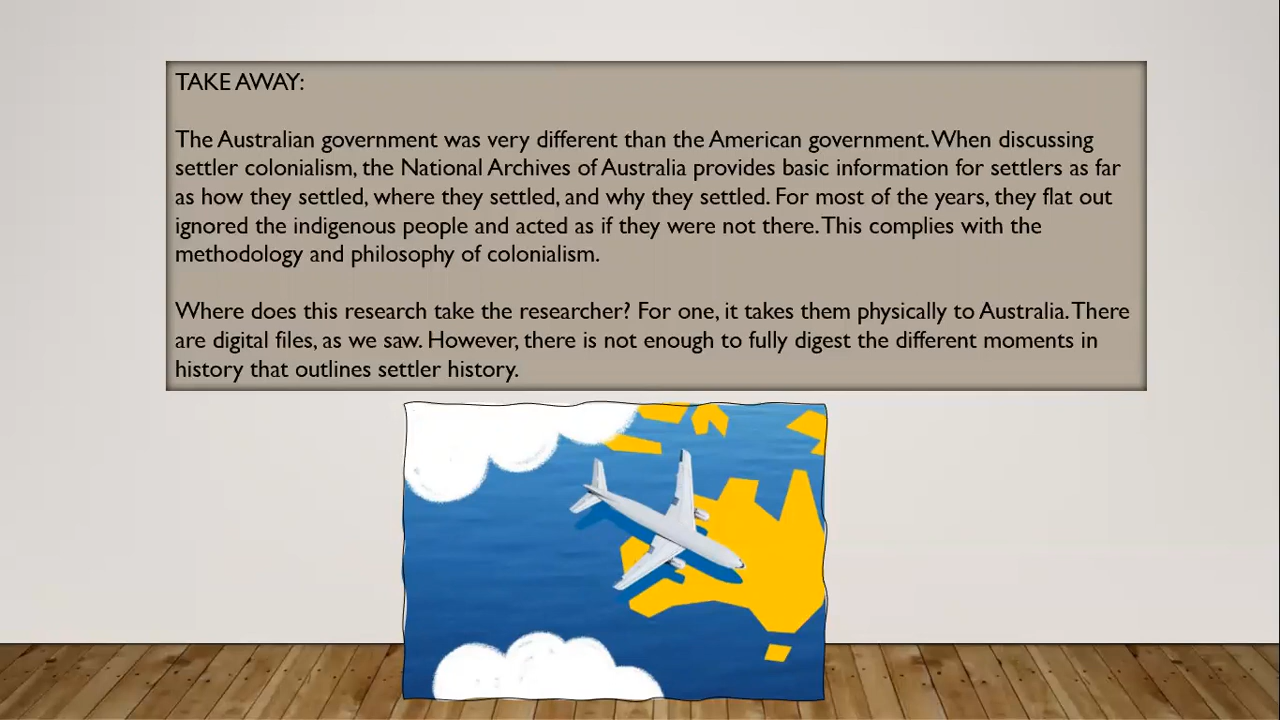 TAKE AWAY:
The Australian government was very different than the American government. When discussing
settler colonialism, the National Archives of Australia provides basic information for settlers as far
as how they settled, where they settled, and why they settled. For most of the years, they flat out
ignored the indigenous people and acted as if they were not there. This complies with the
methodology and philosophy of colonialism.
Where does this research take the researcher? For one, it takes them physically to Australia. There
are digital files, as we saw. However, there is not enough to fully digest the different moments in
history that outlines settler history.